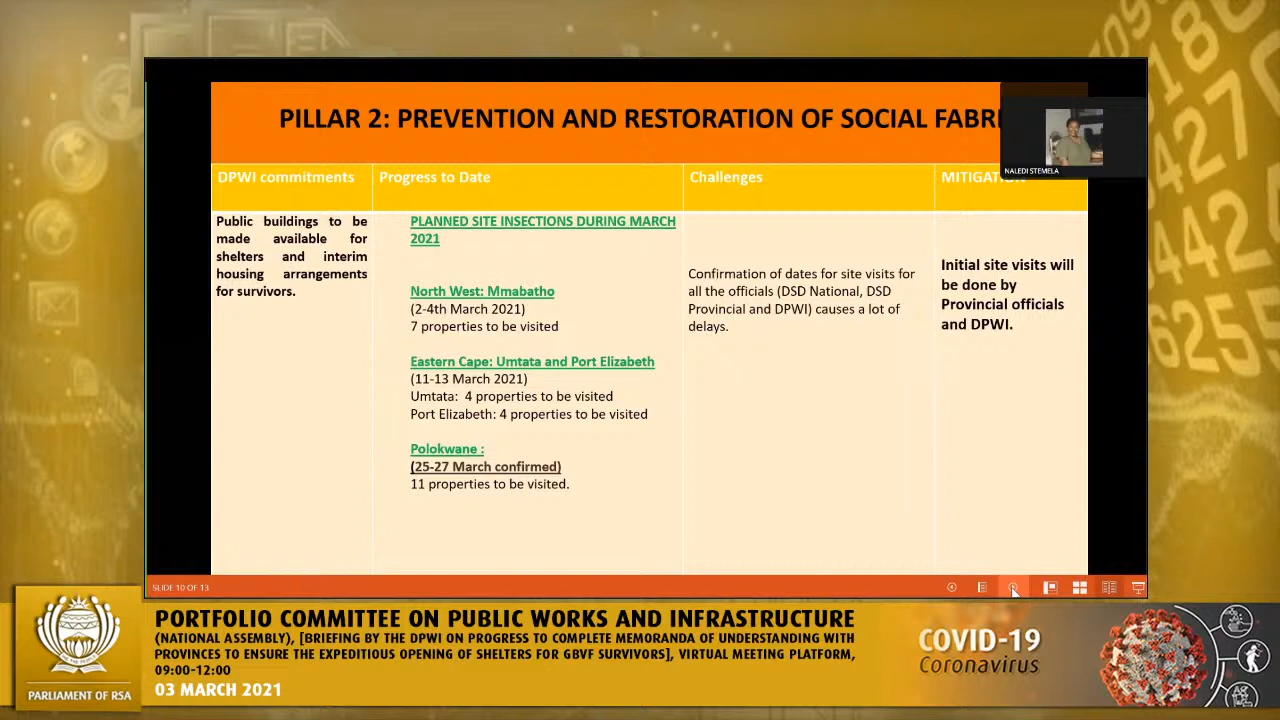 PILLAR 2: PREVENTION AND RESTORATION OF SOCIAL FABRI
NALEDI STEMELA
DPWI commitments
Progress to Date
Challenges
MITIGATION
Public buildings to be
made available for
shelters and interim
housing arrangements
for survivors.
PLANNED SITE INSECTIONS DURING MARCH
2021
North West: Mmabatho
(2-4th March 2021)
7 properties to be visited
Eastern Cape: Umtata and Port Elizabeth
(11-13 March 2021)
Umtata: 4 properties to be visited
Port Elizabeth: 4 properties to be visited
Polokwane :
(25-27 March confirmed)
11 properties to be visited.
Confirmation of dates for site visits for
all the officials (DSD National, DSD
Provincial and DPWI) causes a lot of
delays.
Initial site visits will
be done by
Provincial officials
and DPWI.
SLIDE 10 OF 13
PARLIAMENT OF RSA
PORTFOLIO COMMITTEE ON PUBLIC WORKS AND INFRASTRUCTURE
(NATIONAL ASSEMBLY), [BRIEFING BY THE DPWI ON PROGRESS TO COMPLETE MEMORANDA OF UNDERSTANDING WITH
PROVINCES TO ENSURE THE EXPEDITIOUS OPENING OF SHELTERS FOR GBVF SURVIVORS], VIRTUAL MEETING PLATFORM,
09:00-12:00
03 MARCH 2021
COVID-19
Coronavirus